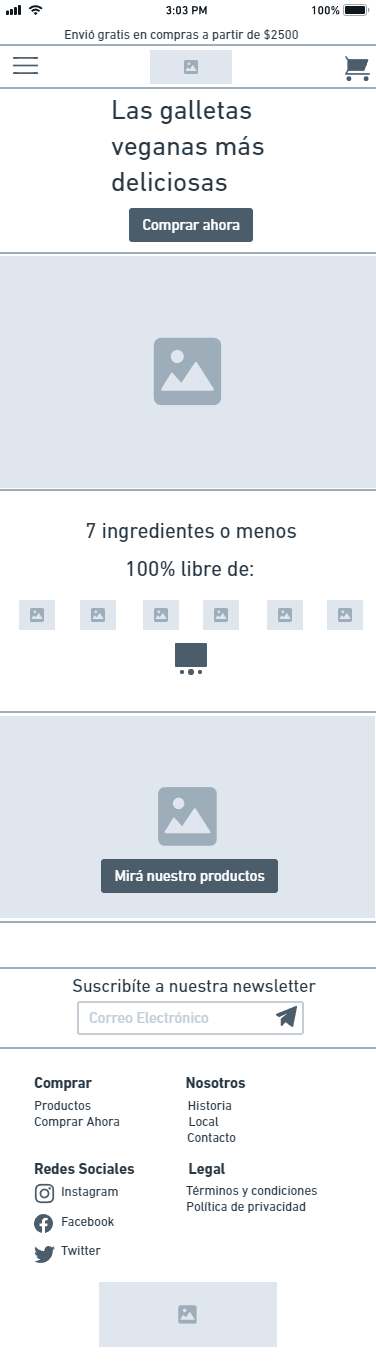 3:03 PM
100%
Envió gratis en compras a partir de $2500
Las galletas
veganas más
deliciosas
Comprar ahora
7 ingredientes o menos
100% libre de:
Mirá nuestro productos
Suscribíte a nuestra newsletter
Correo Electrónico
Comprar
Productos
Comprar Ahora
Nosotros
Historia
Local
Contacto
Redes Sociales
Instagram
Facebook
Twitter
Legal
Términos y condiciones
Política de privacidad